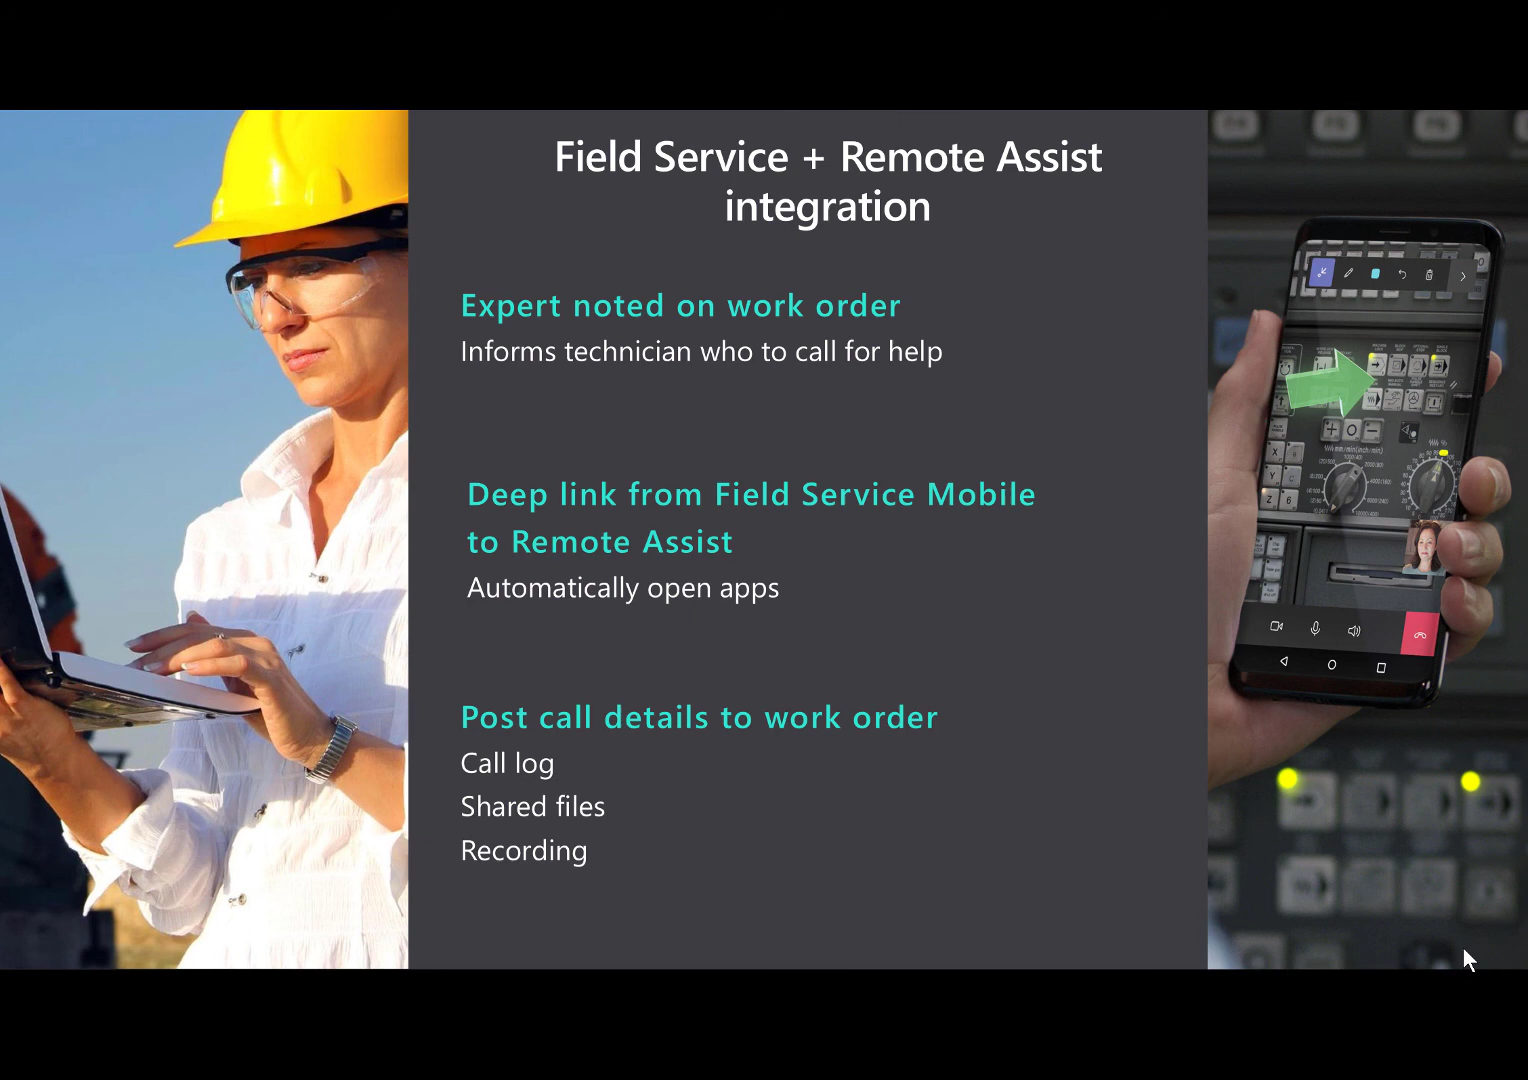 Field Service + Remote Assist
integration
Expert noted on work order
Informs technician who to call for help
Deep link from Field Service Mobile
to Remote Assist
Automatically open apps
Post call details to work order
Call log
Shared files
Recording